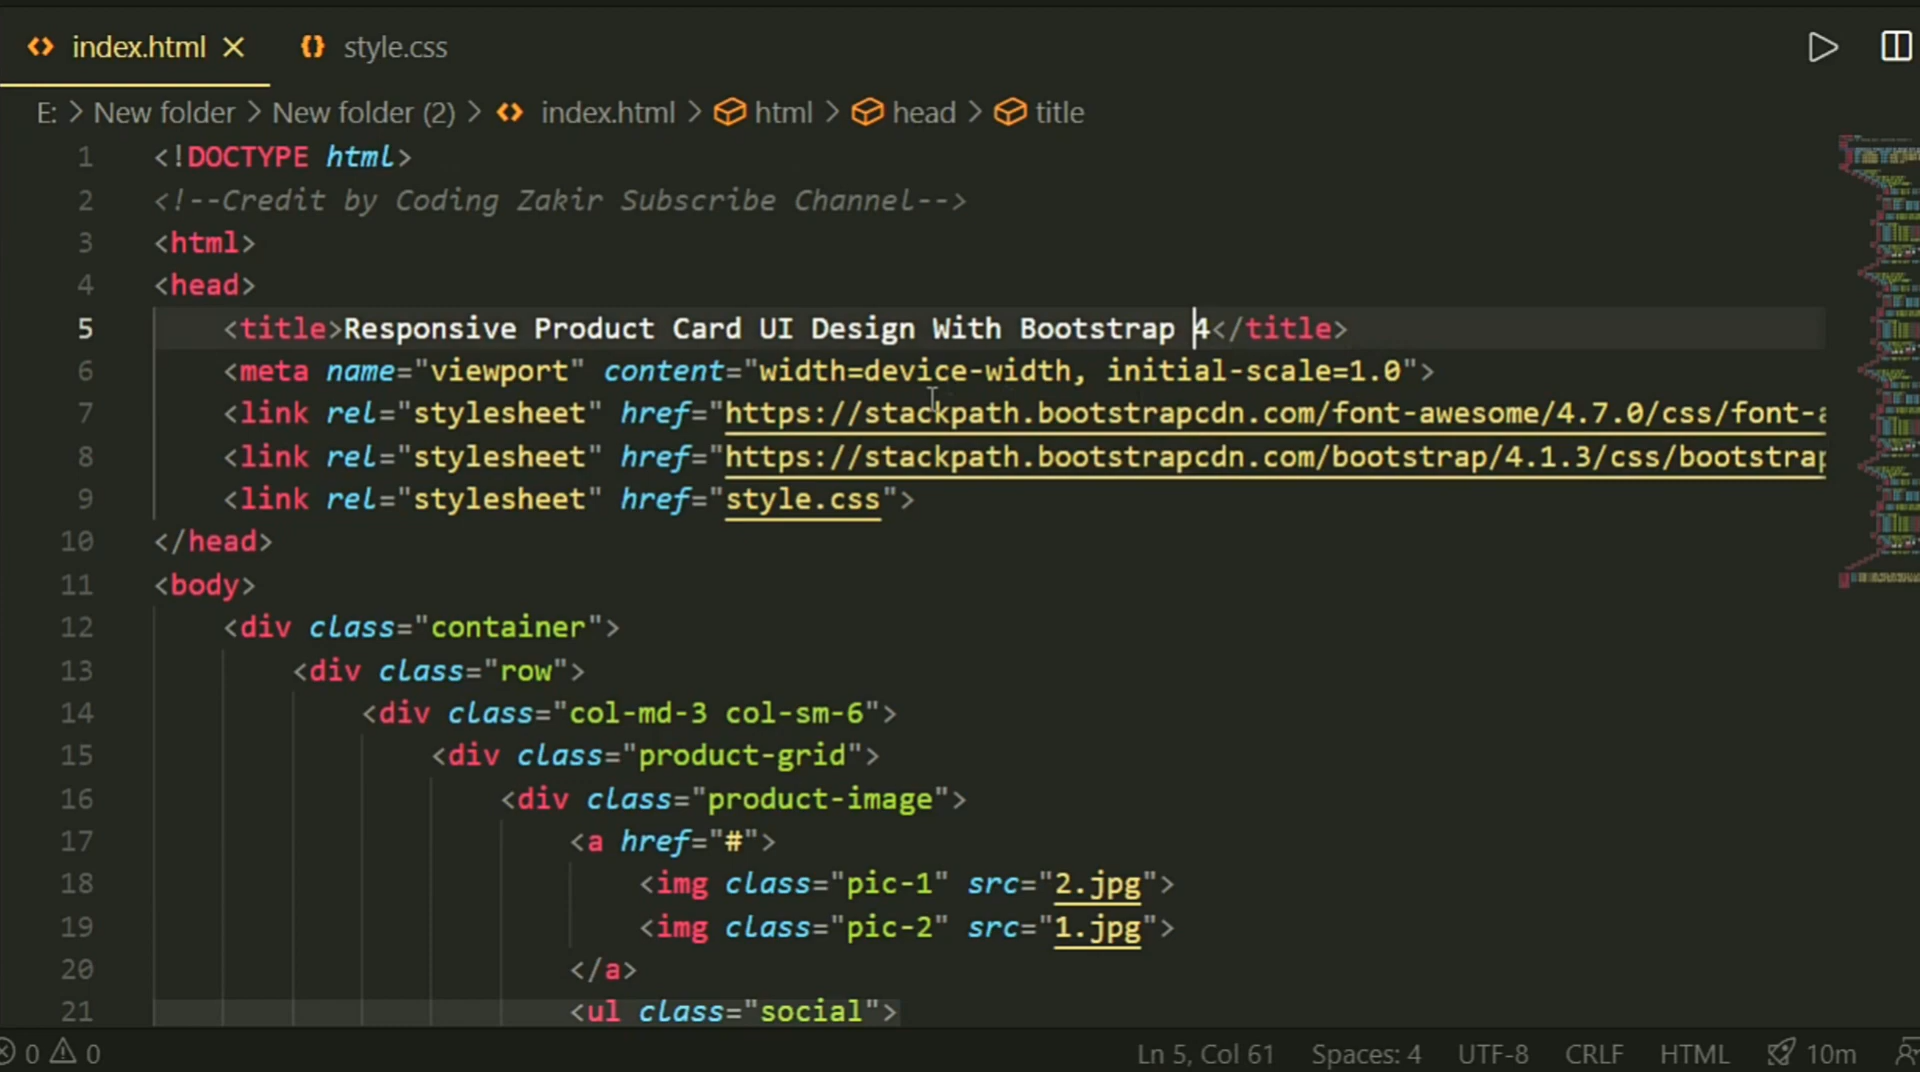 index.html style.css
E: > New folder > New folder (2) > index.html > html > head > title
1 <!DOCTYPE html>
2 <!--Credit by Coding Zakir Subscribe Channel-->
3 <html>
4 <head>
5 <title>Responsive Product Card UI Design With Bootstrap 4</title>
6 <meta name="viewport" content="width=device-width, initial-scale=1.0">
7 <link rel="stylesheet" href="https://stackpath.bootstrapcdn.com/font-awesome/4.7.0/css/font-a
8 <link rel="stylesheet" href="https://stackpath.bootstrapcdn.com/bootstrap/4.1.3/css/bootstrap
9 <link rel="stylesheet" href="style.css">
10 </head>
11 <body>
12 <div class="container">
13 <div class="row">
14 <div class="col-md-3 col-sm-6">
15 <div class="product-grid">
16 <div class="product-image">
17 <a href="#">
18 <img class="pic-1" src="2.jpg">
19 <img class="pic-2" src="1.jpg">
20 </a>
21 <ul class="social">
0 0 Ln 5, Col 61 Spaces: 4 UTF-8 CRLF HTML 10m